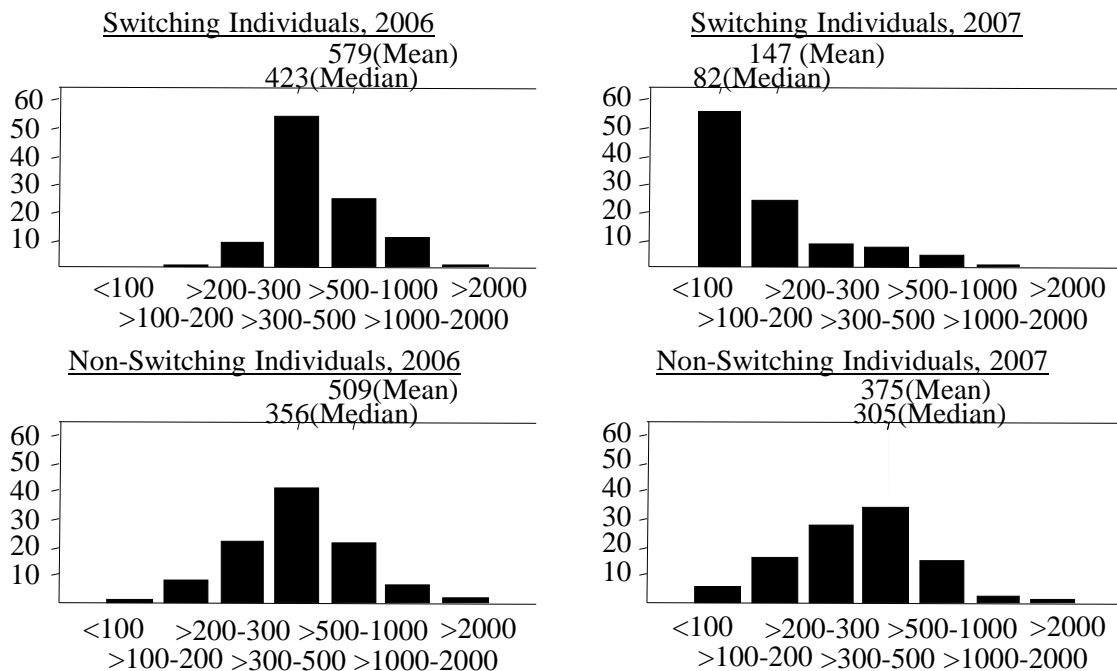 Switching Individuals, 2006
579(Mean)
423(Median)
60
50
40
30
20
10
<100 >200-300 >500-1000 >2000
>100-200 >300-500 >1000-2000
Switching Individuals, 2007
147 (Mean)
82(Median)
60
50
40
30
20
10
<100 >200-300 >500-1000 >2000
>100-200 >300-500 >1000-2000
Non-Switching Individuals, 2006
509(Mean)
356(Median)
60
50
40
30
20
10
<100 >200-300 >500-1000 >2000
>100-200 >300-500 >1000-2000
Non-Switching Individuals, 2007
375(Mean)
305(Median)
60
50
40
30
20
10
<100 >200-300 >500-1000 >2000
>100-200 >300-500 >1000-2000